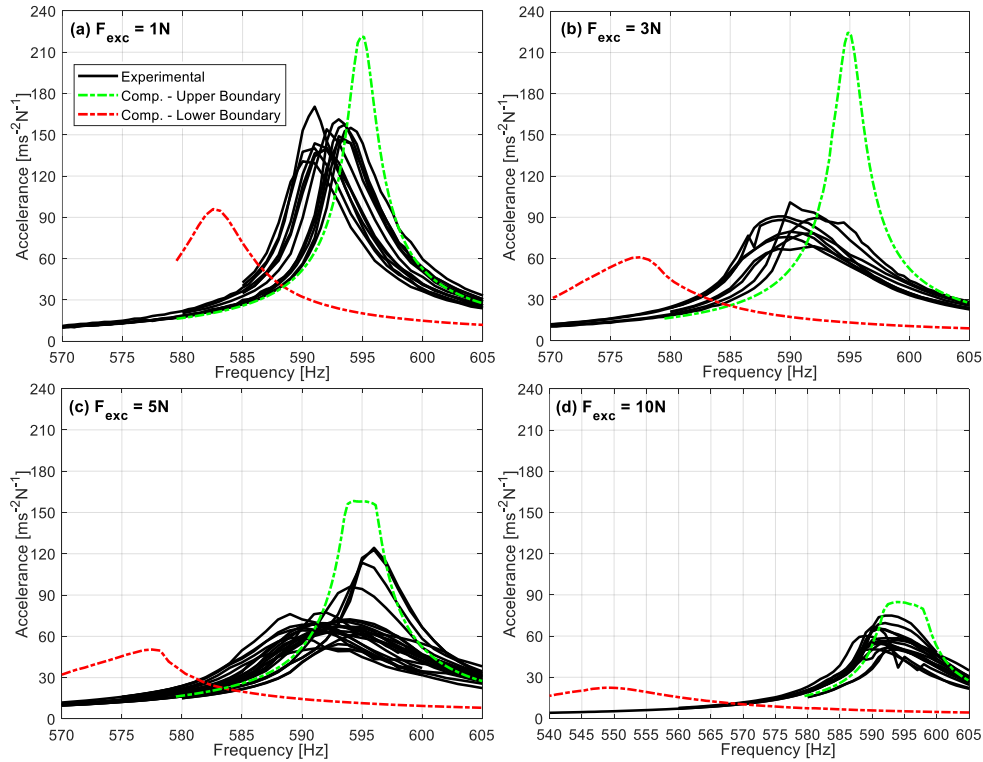 (a) F_exc = 1N
Experimental
Comp. - Upper Boundary
Comp. - Lower Boundary
Accelerance [ms^-2N^-1]
240
210
180
150
120
90
60
30
0
570 575 580 585 590 595 600 605
Frequency [Hz]
(b) F_exc = 3N
Accelerance [ms^-2N^-1]
240
210
180
150
120
90
60
30
0
570 575 580 585 590 595 600 605
Frequency [Hz]
(c) F_exc = 5N
Accelerance [ms^-2N^-1]
240
210
180
150
120
90
60
30
0
570 575 580 585 590 595 600 605
Frequency [Hz]
(d) F_exc = 10N
Accelerance [ms^-2N^-1]
240
210
180
150
120
90
60
30
0
540 545 550 555 560 565 570 575 580 585 590 595 600 605
Frequency [Hz]